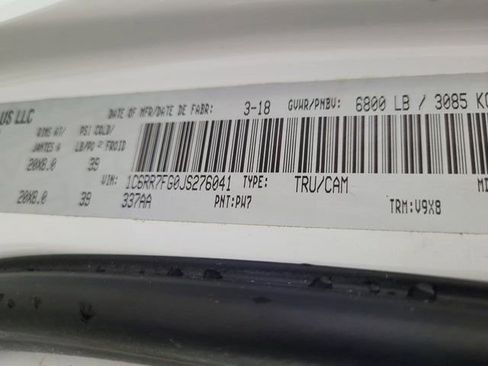 US LLC
DATE OF MFR/DATE DE FABR: 3-18 GVWR/PNBV: 6800 LB / 3085 KG
RIMS AT/ PSI COLD/
JANTES A LB/PO² FROID
20X8.0 39
VIN: 1C6RR7FG0JS276041 TYPE: TRU/CAM
20X8.0 39 337AA PNT:PW7 TRM:V9X8